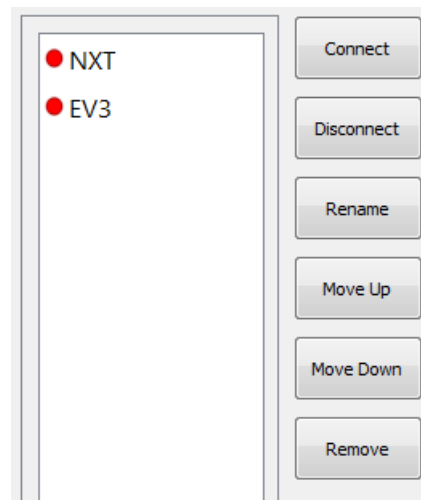 NXT
EV3
Connect
Disconnect
Rename
Move Up
Move Down
Remove